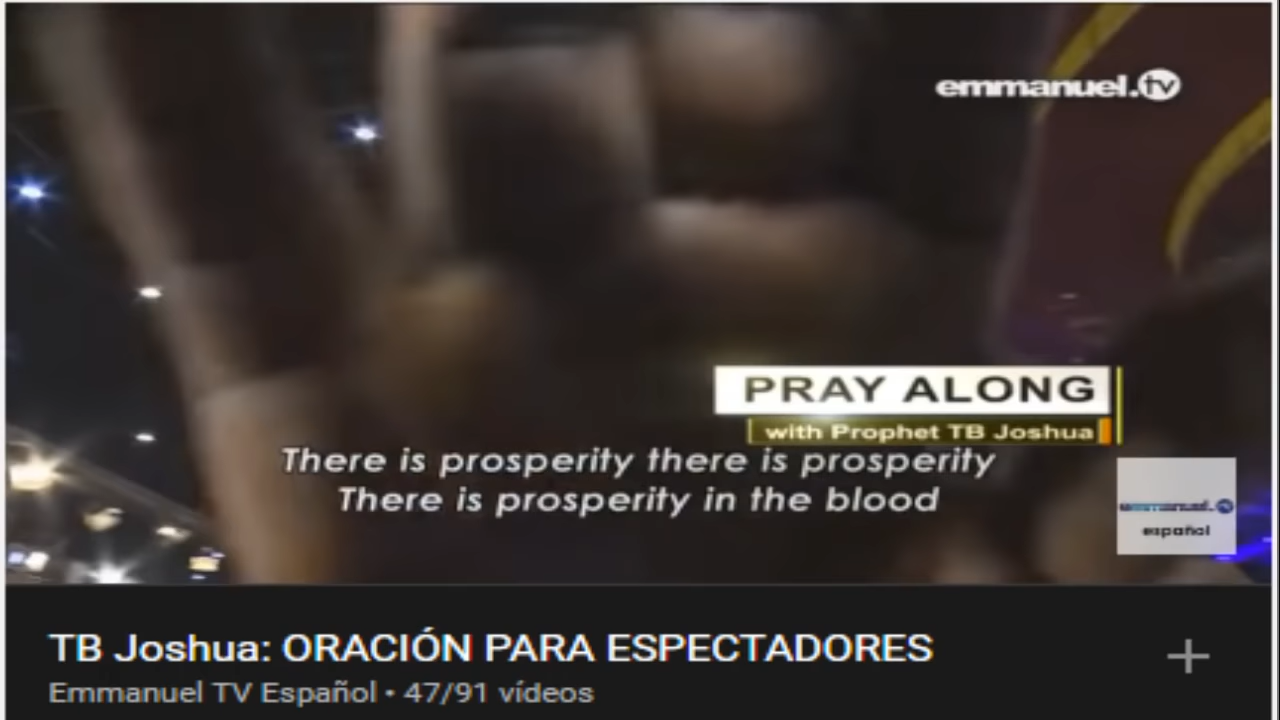 emmanuel.tv
PRAY ALONG
with Prophet TB Joshua
There is prosperity there is prosperity
There is prosperity in the blood
emmanuel.tv
español
TB Joshua: ORACIÓN PARA ESPECTADORES
Emmanuel TV Español • 47/91 vídeos